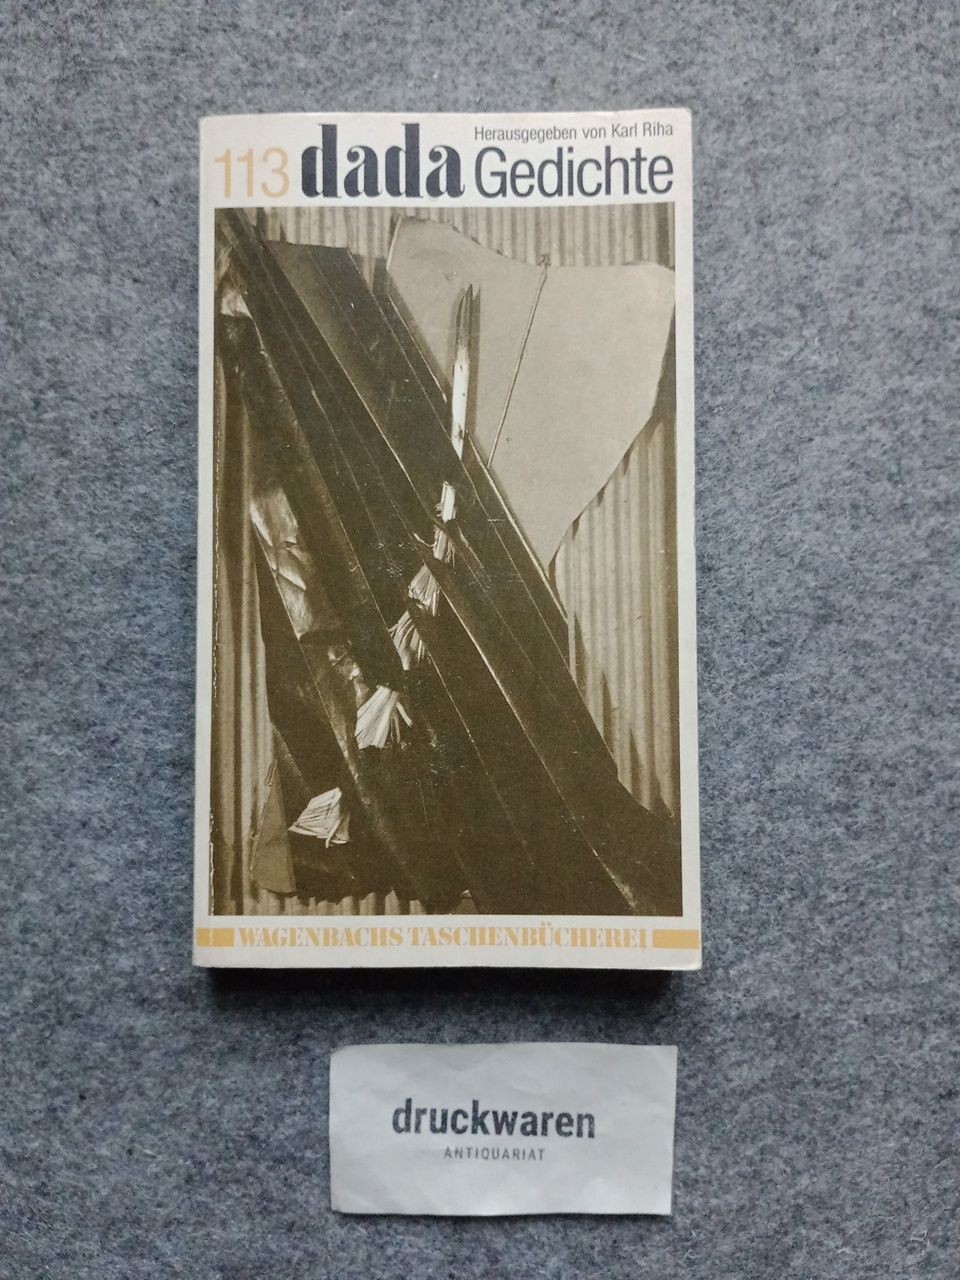 Herausgegeben von Karl Riha
113 dada Gedichte
WAGENBACHS TASCHENBÜCHEREI
druckwaren
ANTIQUARIAT